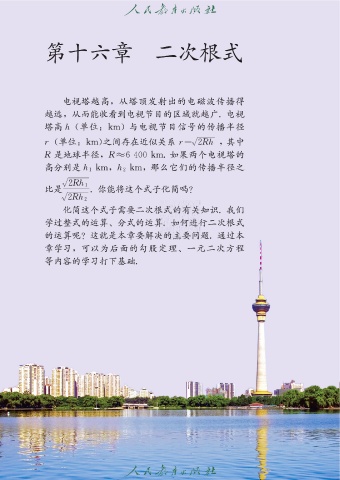 人民教育出版社
第十六章 二次根式
电视塔越高，从塔顶发射出的电磁波传播得
越远，从而能收看到电视节目的区域就越广. 电视
塔高 h（单位：km）与电视节目信号的传播半径
r（单位：km)之间存在近似关系 r=√2Rh，其中
R 是地球半径，R≈6 400 km. 如果两个电视塔的
高分别是 h₁ km，h₂ km，那么它们的传播半径之
比是√2Rh₁/√2Rh₂. 你能将这个式子化简吗？
化简这个式子需要二次根式的有关知识. 我们
学过整式的运算、分式的运算. 如何进行二次根式
的运算呢？这就是本章要解决的主要问题. 通过本
章学习，可以为后面的勾股定理、一元二次方程
等内容的学习打下基础.
人民教育出版社